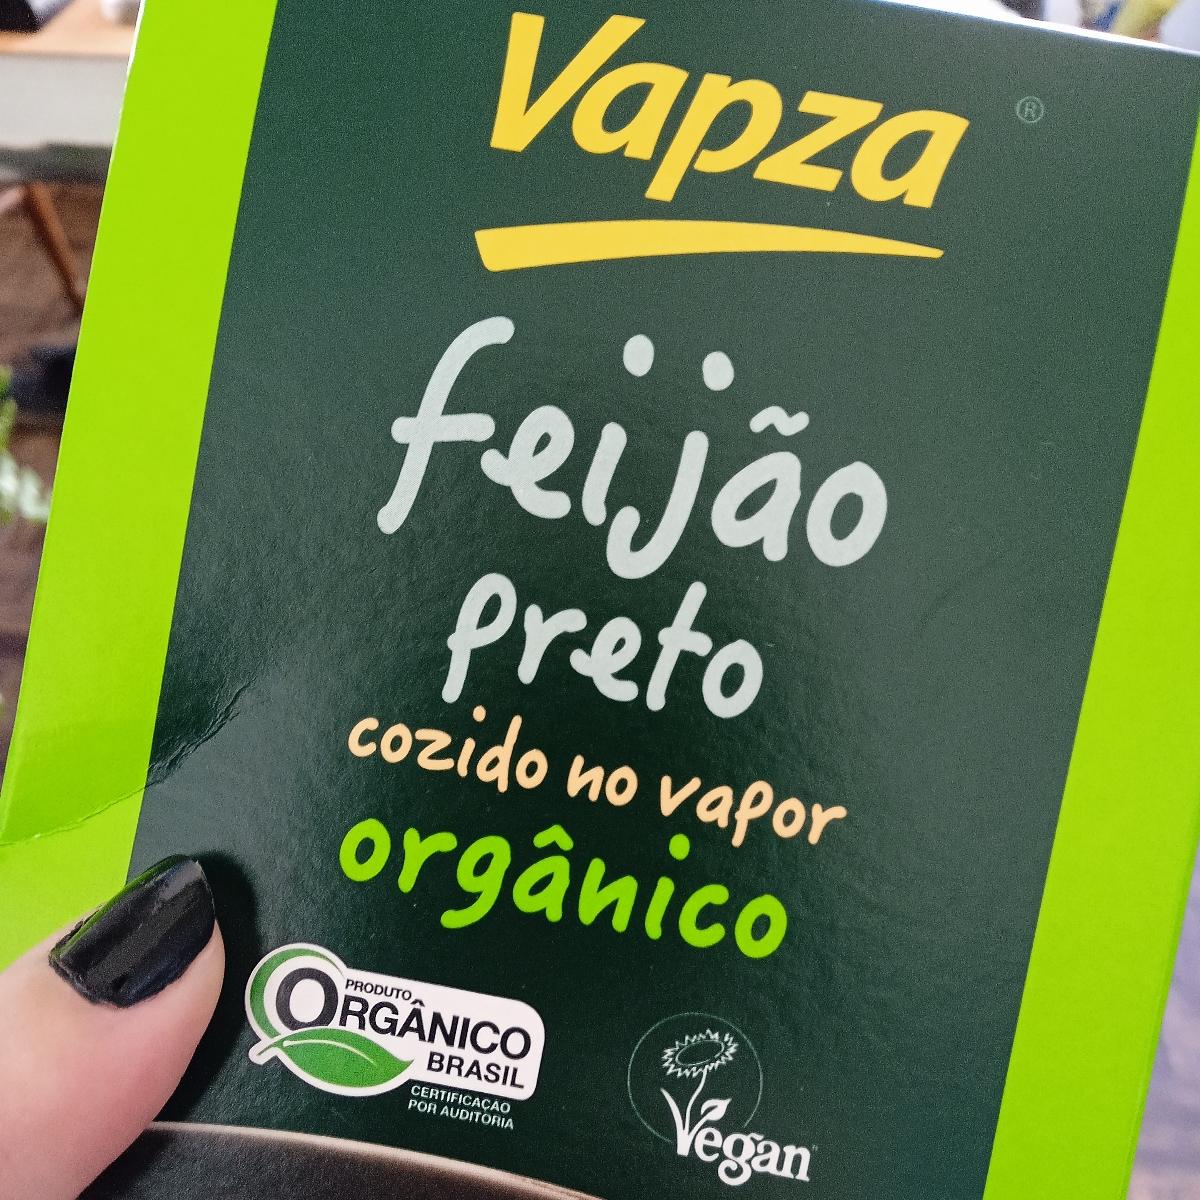 Vapza ®
feijão
preto
cozido no vapor
orgânico
PRODUTO
ORGÂNICO
BRASIL
CERTIFICAÇÃO
POR AUDITORIA
Vegan